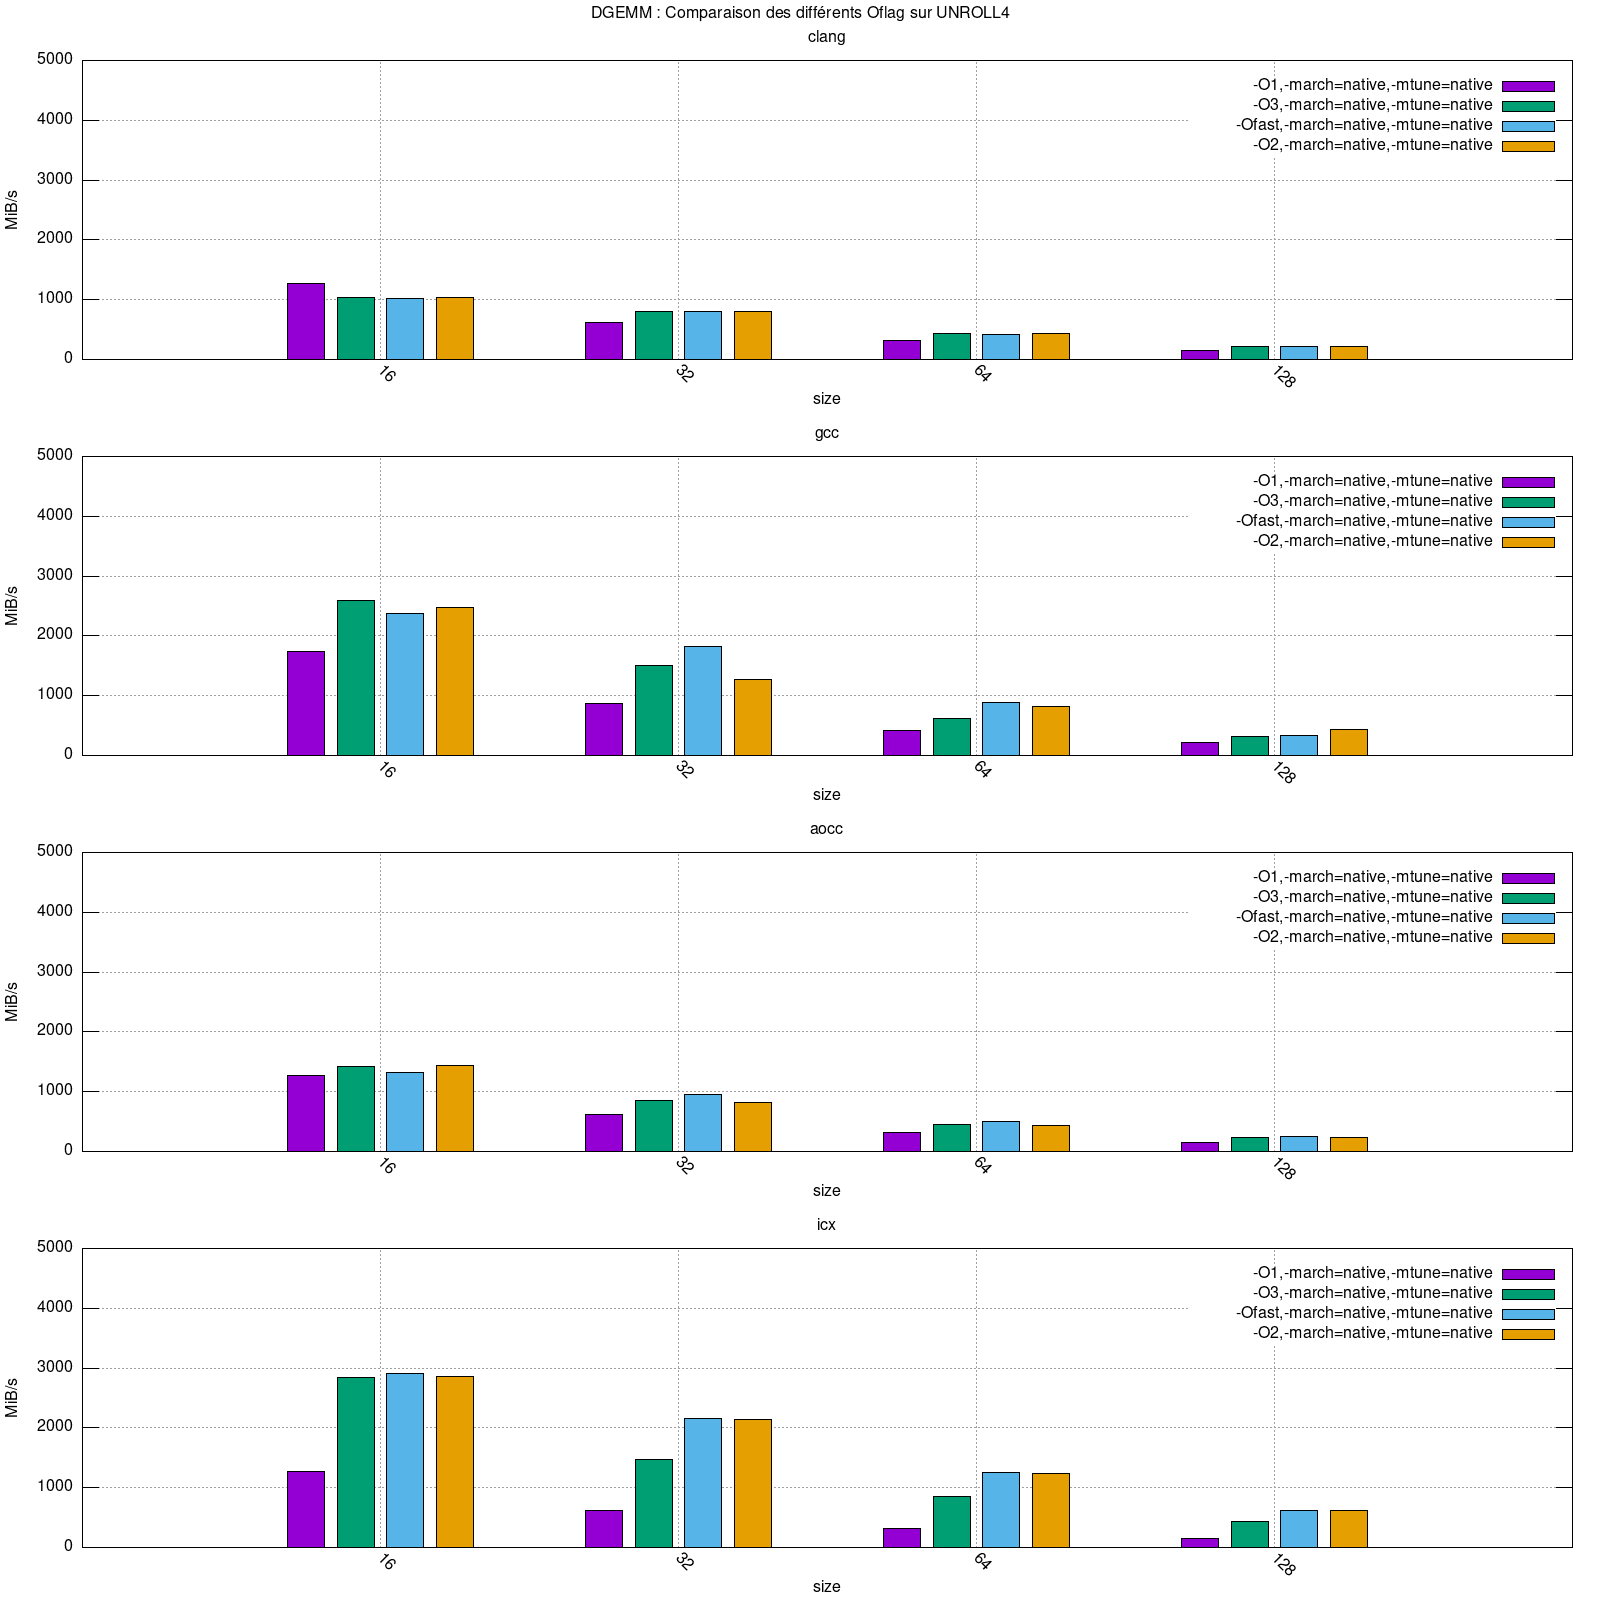 DGEMM : Comparaison des différents Oflag sur UNROLL4
clang
5000
4000
3000
2000
1000
0
MiB/s
-O1,-march=native,-mtune=native
-O3,-march=native,-mtune=native
-Ofast,-march=native,-mtune=native
-O2,-march=native,-mtune=native
16 32 64 128
size
gcc
5000
4000
3000
2000
1000
0
MiB/s
-O1,-march=native,-mtune=native
-O3,-march=native,-mtune=native
-Ofast,-march=native,-mtune=native
-O2,-march=native,-mtune=native
16 32 64 128
size
aocc
5000
4000
3000
2000
1000
0
MiB/s
-O1,-march=native,-mtune=native
-O3,-march=native,-mtune=native
-Ofast,-march=native,-mtune=native
-O2,-march=native,-mtune=native
16 32 64 128
size
icx
5000
4000
3000
2000
1000
0
MiB/s
-O1,-march=native,-mtune=native
-O3,-march=native,-mtune=native
-Ofast,-march=native,-mtune=native
-O2,-march=native,-mtune=native
16 32 64 128
size